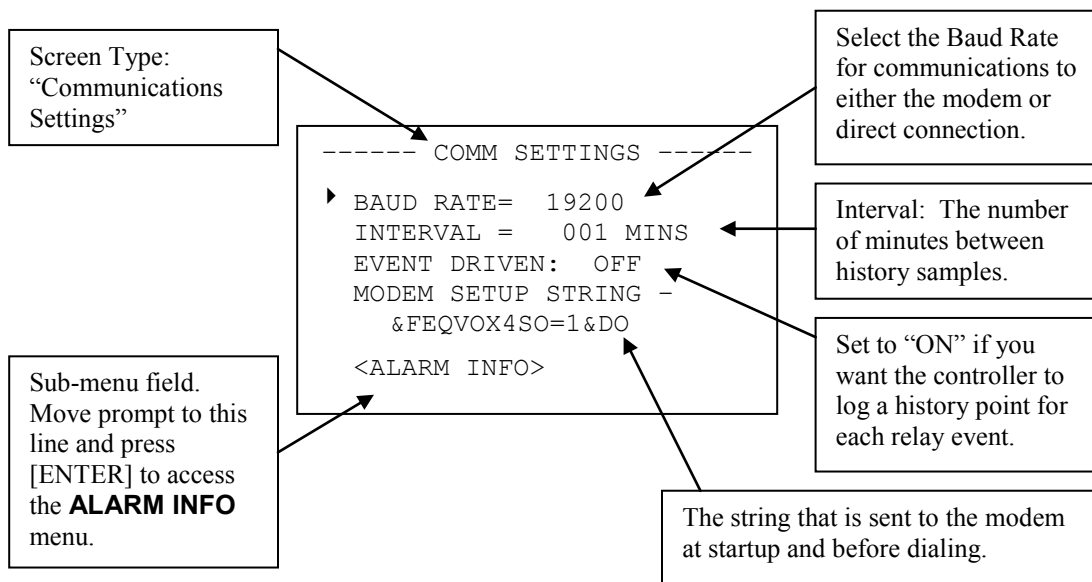 Screen Type:
“Communications
Settings”
Select the Baud Rate
for communications to
either the modem or
direct connection.
------ COMM SETTINGS ------
BAUD RATE= 19200
INTERVAL = 001 MINS
EVENT DRIVEN: OFF
MODEM SETUP STRING -
&FEQVOX4SO=1&DO
<ALARM INFO>
Interval: The number
of minutes between
history samples.
Set to “ON” if you
want the controller to
log a history point for
each relay event.
Sub-menu field.
Move prompt to this
line and press
[ENTER] to access
the ALARM INFO
menu.
The string that is sent to the modem
at startup and before dialing.